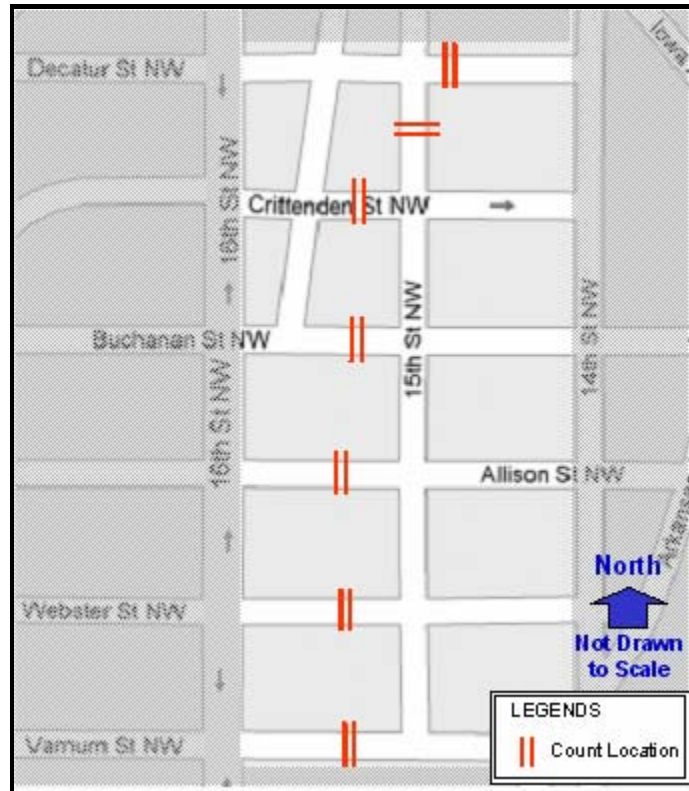 Iowa
Decatur St NW
16th St NW
Crittenden St NW
Buchanan St NW
15th St NW
14th St NW
16th St NW
Allison St NW
Arkansas
North
Webster St NW
Not Drawn
to Scale
LEGENDS
Count Location
Varnum St NW